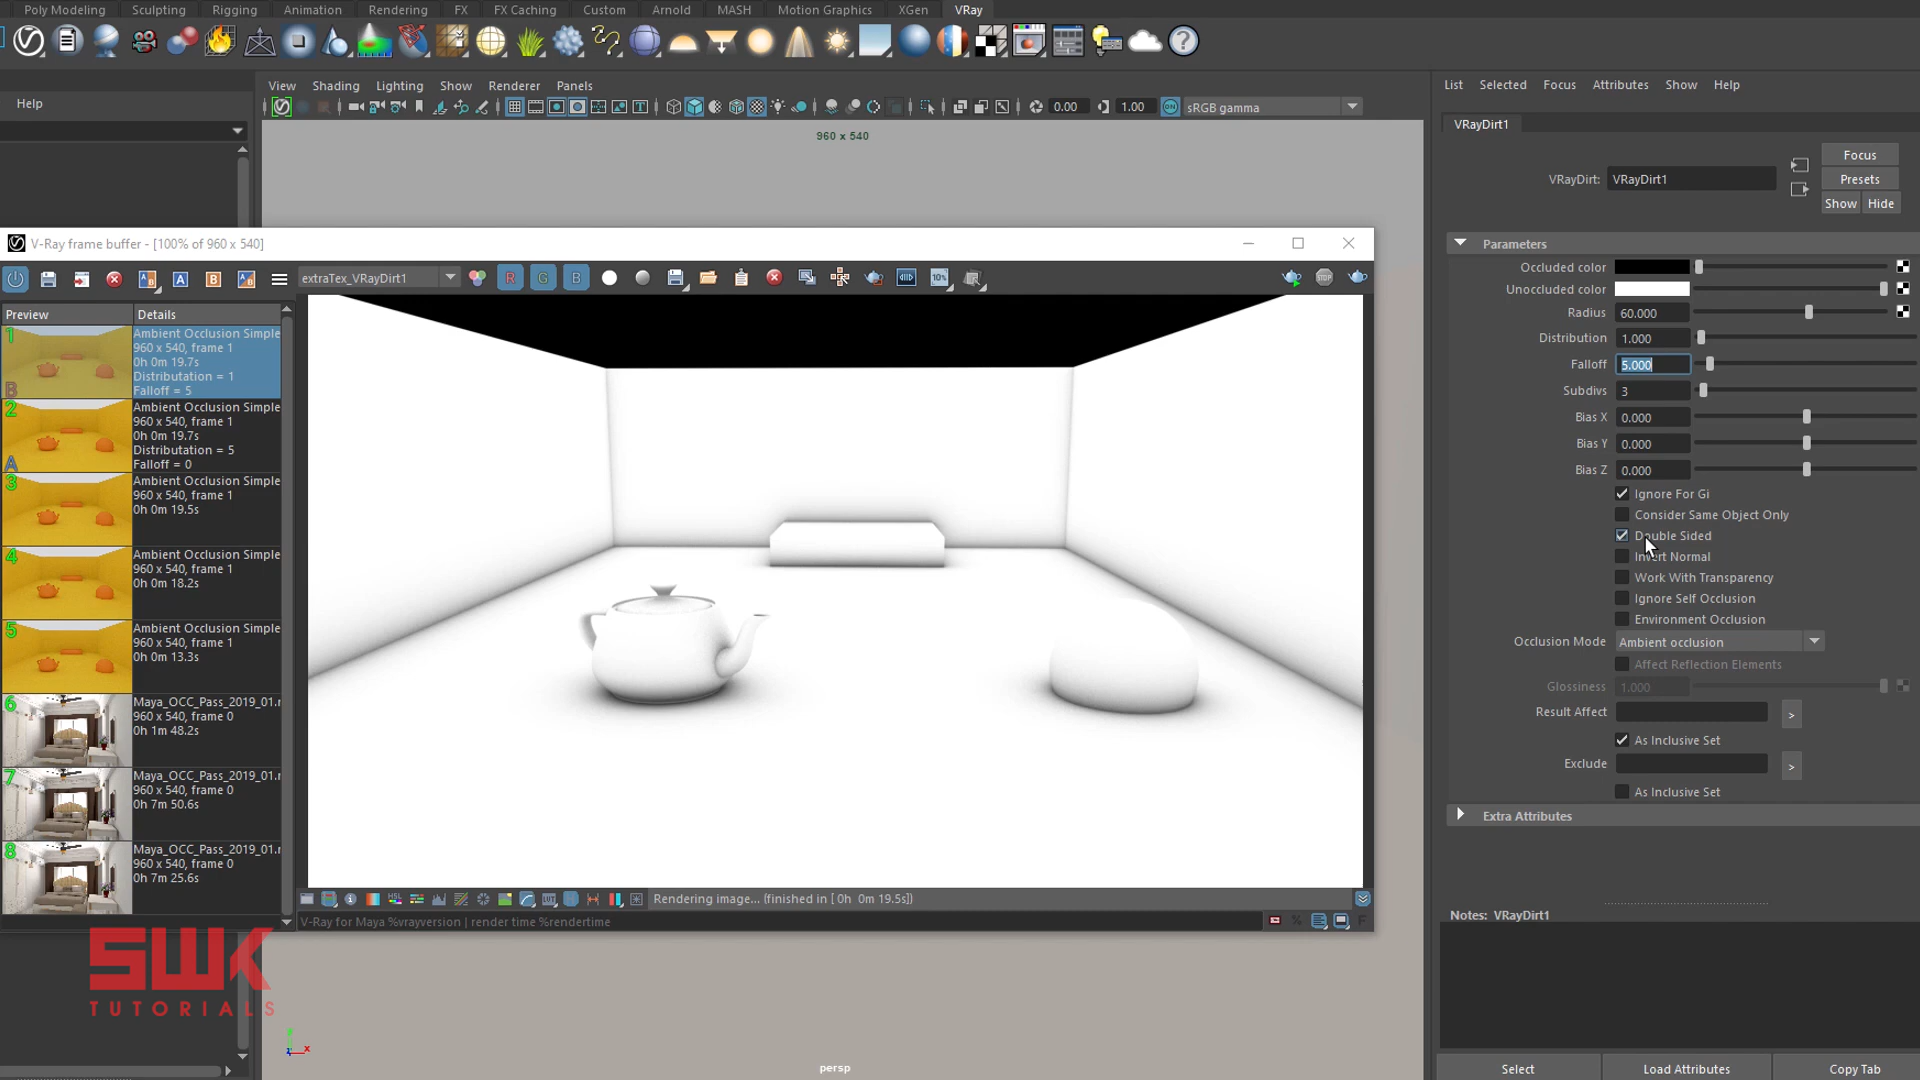 Poly Modeling Sculpting Rigging Animation Rendering FX FX Caching Custom Arnold MASH Motion Graphics XGen VRay
Help
View Shading Lighting Show Renderer Panels
0.00 1.00 ON sRGB gamma
960 x 540
List Selected Focus Attributes Show Help
VRayDirt1
VRayDirt: VRayDirt1
Focus
Presets
Show Hide
V-Ray frame buffer - [100% of 960 x 540]
extraTex_VRayDirt1 R G B 10%
Preview Details
1 B
Ambient Occlusion Simple
960 x 540, frame 1
0h 0m 19.7s
Distributation = 1
Falloff = 5
2 A
Ambient Occlusion Simple
960 x 540, frame 1
0h 0m 19.7s
Distributation = 5
Falloff = 0
3
Ambient Occlusion Simple
960 x 540, frame 1
0h 0m 19.5s
4
Ambient Occlusion Simple
960 x 540, frame 1
0h 0m 18.2s
5
Ambient Occlusion Simple
960 x 540, frame 1
0h 0m 13.3s
6
Maya_OCC_Pass_2019_01.r
960 x 540, frame 0
0h 1m 48.2s
7
Maya_OCC_Pass_2019_01.r
960 x 540, frame 0
0h 7m 50.6s
8
Maya_OCC_Pass_2019_01.r
960 x 540, frame 0
0h 7m 25.6s
Rendering image... (finished in [ 0h 0m 19.5s])
V-Ray for Maya %vrayversion | render time %rendertime
Parameters
Occluded color
Unoccluded color
Radius 60.000
Distribution 1.000
Falloff 5.000
Subdivs 3
Bias X 0.000
Bias Y 0.000
Bias Z 0.000
Ignore For Gi
Consider Same Object Only
Double Sided
Invert Normal
Work With Transparency
Ignore Self Occlusion
Environment Occlusion
Occlusion Mode Ambient occlusion
Affect Reflection Elements
Glossiness 1.000
Result Affect >
As Inclusive Set
Exclude >
As Inclusive Set
Extra Attributes
Notes: VRayDirt1
Select Load Attributes Copy Tab
SWK
TUTORIALS
x
persp